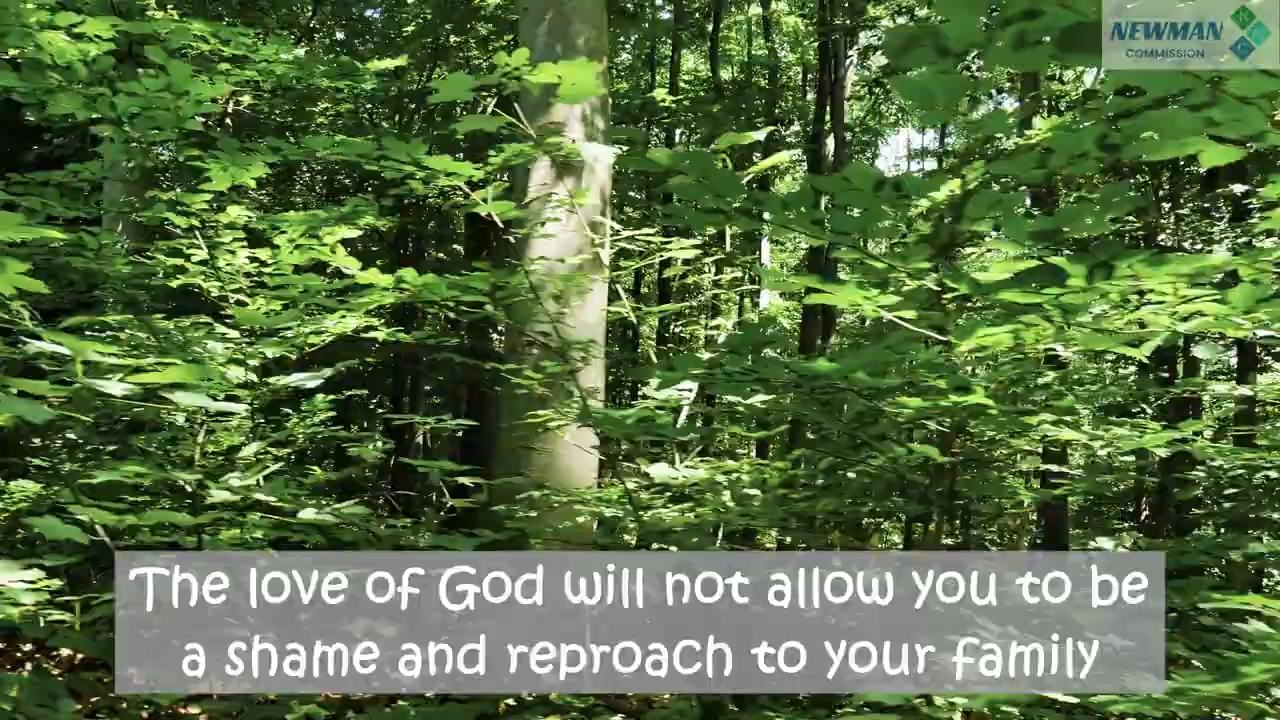 NEWMAN
COMMISSION
N
K
C
The love of God will not allow you to be
a shame and reproach to your family